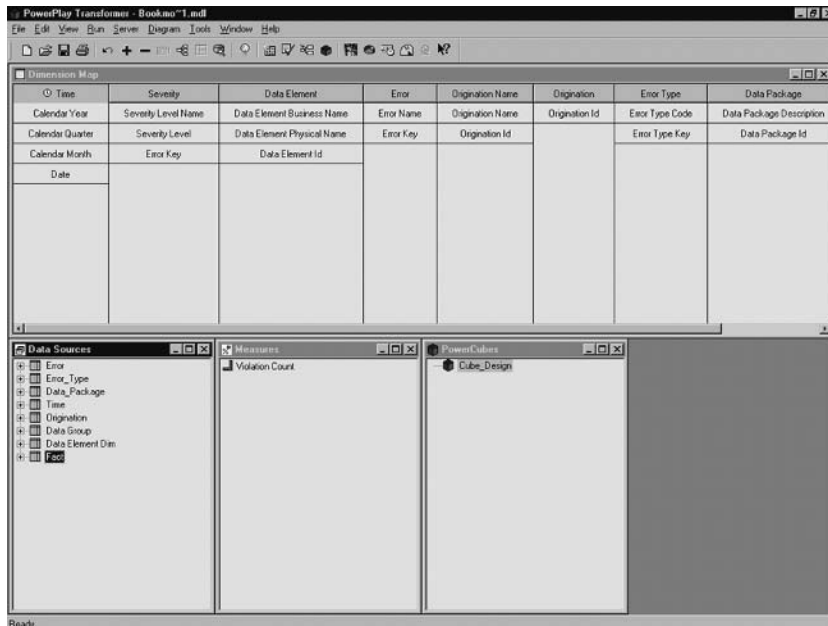 PowerPlay Transformer - Bookmo~1.mdl
File Edit View Run Server Diagram Tools Window Help
Dimension Map
Time Severity Data Element Error Origination Name Origination Error Type Data Package
Calendar Year Severity Level Name Data Element Business Name Error Name Origination Name Origination Id Error Type Code Data Package Description
Calendar Quarter Severity Level Data Element Physical Name Error Key Origination Id Error Type Key Data Package Id
Calendar Month Error Key Data Element Id
Date
Data Sources Measures PowerCubes
Error Violation Count Cube_Design
Error_Type
Data_Package
Time
Origination
Data Group
Data Element Dim
Fact
Ready